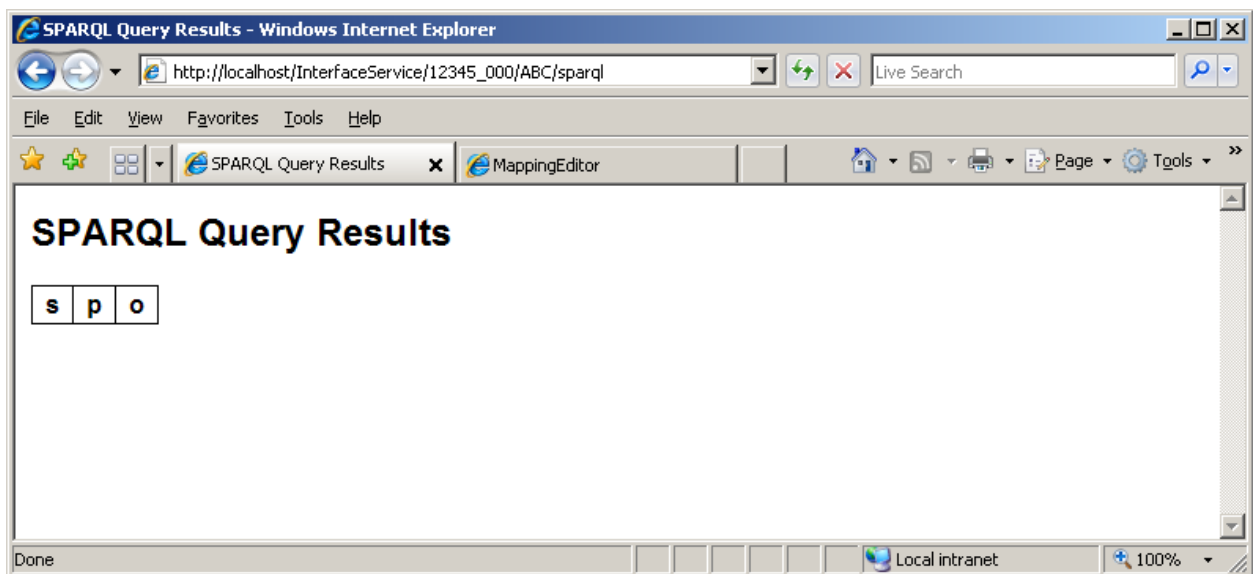 SPARQL Query Results - Windows Internet Explorer
http://localhost/InterfaceService/12345_000/ABC/sparql Live Search
File Edit View Favorites Tools Help
SPARQL Query Results MappingEditor Page Tools
SPARQL Query Results
s p o
Done Local intranet 100%